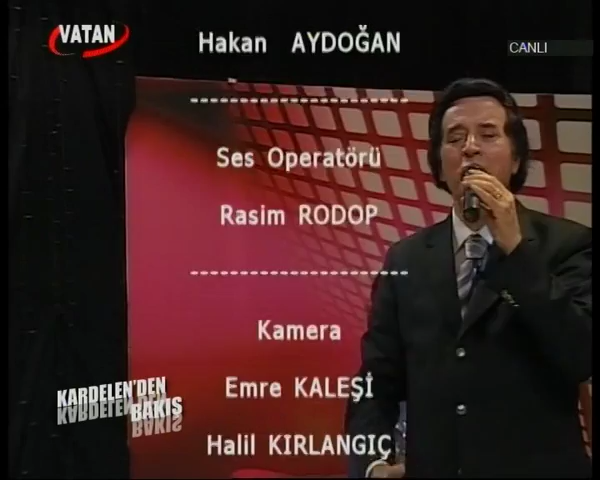 VATAN
Hakan AYDOĞAN
CANLI
--------------------
Ses Operatörü
Rasim RODOP
--------------------
Kamera
Emre KALEŞİ
Halil KIRLANGIÇ
KARDELEN'DEN
BAKIŞ